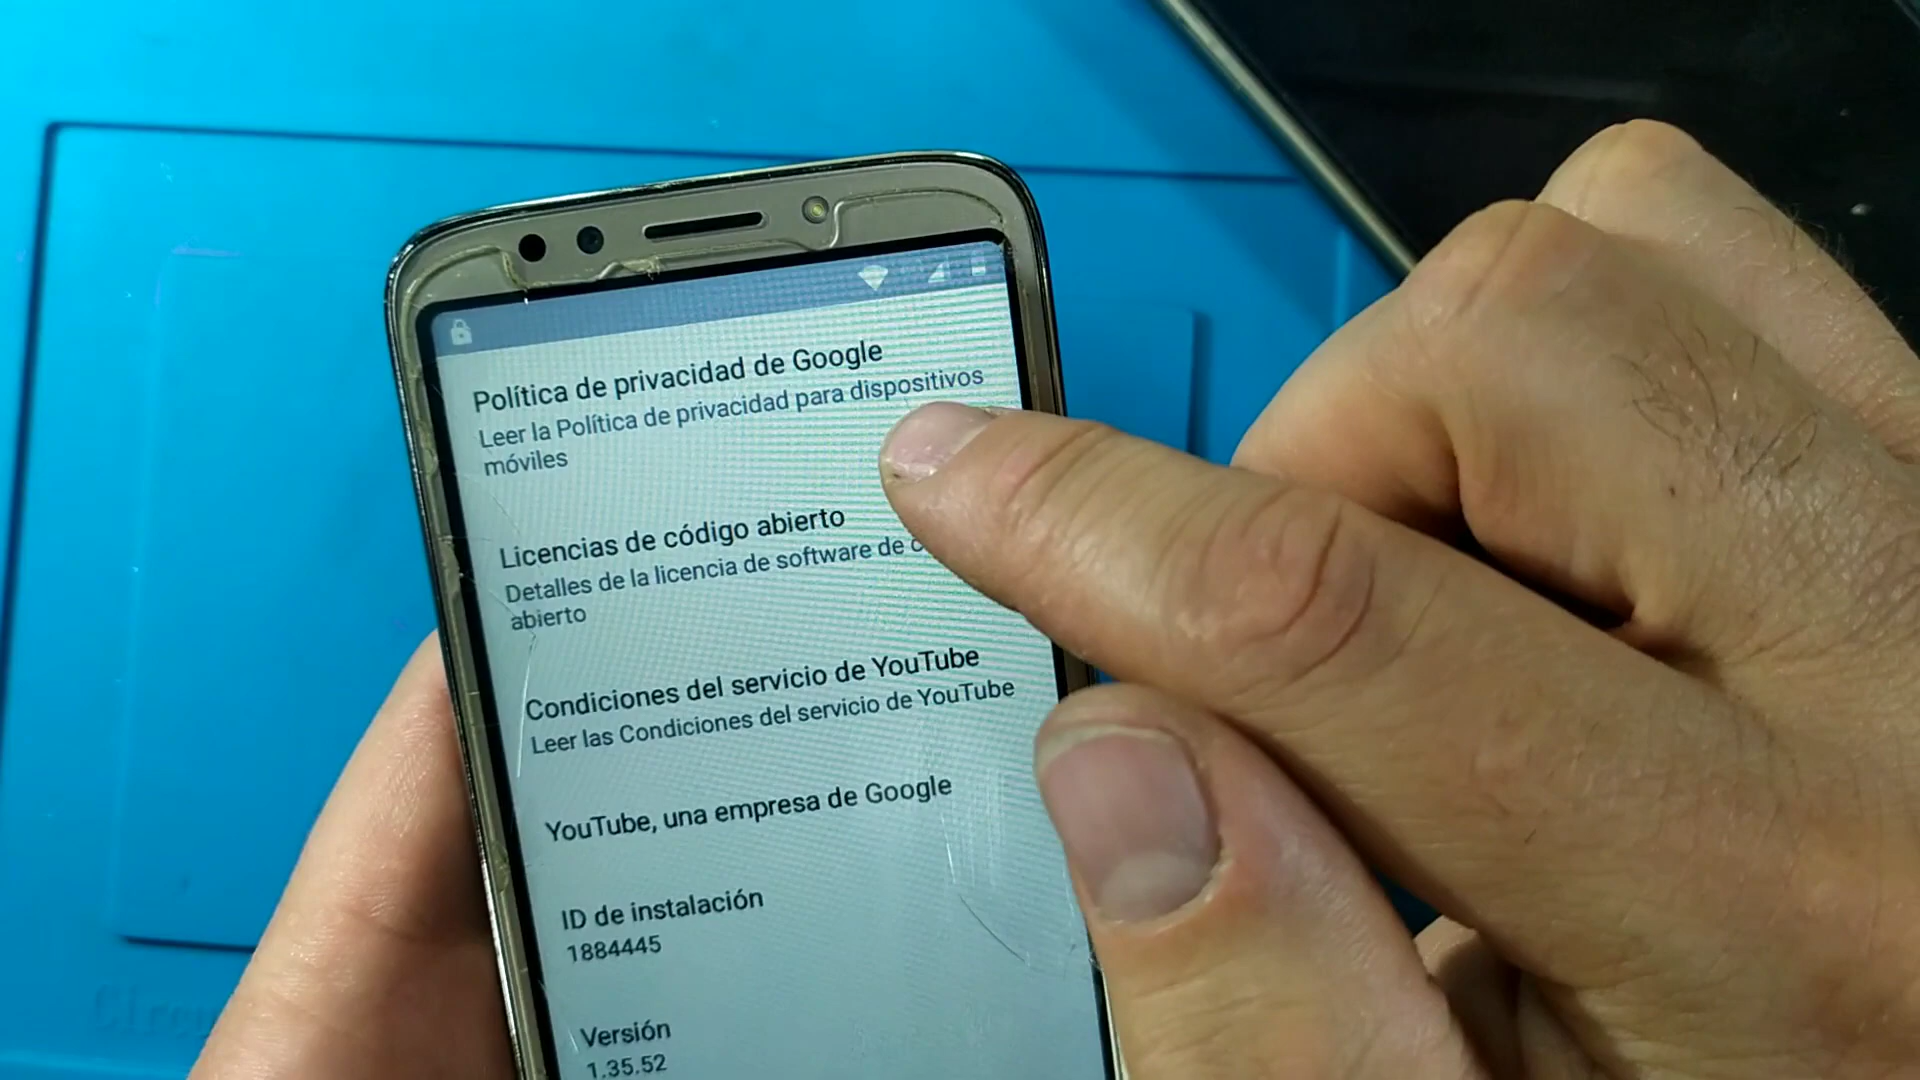 Política de privacidad de Google
Leer la Política de privacidad para dispositivos
móviles
Licencias de código abierto
Detalles de la licencia de software de
abierto
Condiciones del servicio de YouTube
Leer las Condiciones del servicio de YouTube
YouTube, una empresa de Google
ID de instalación
1884445
Versión
1.35.52